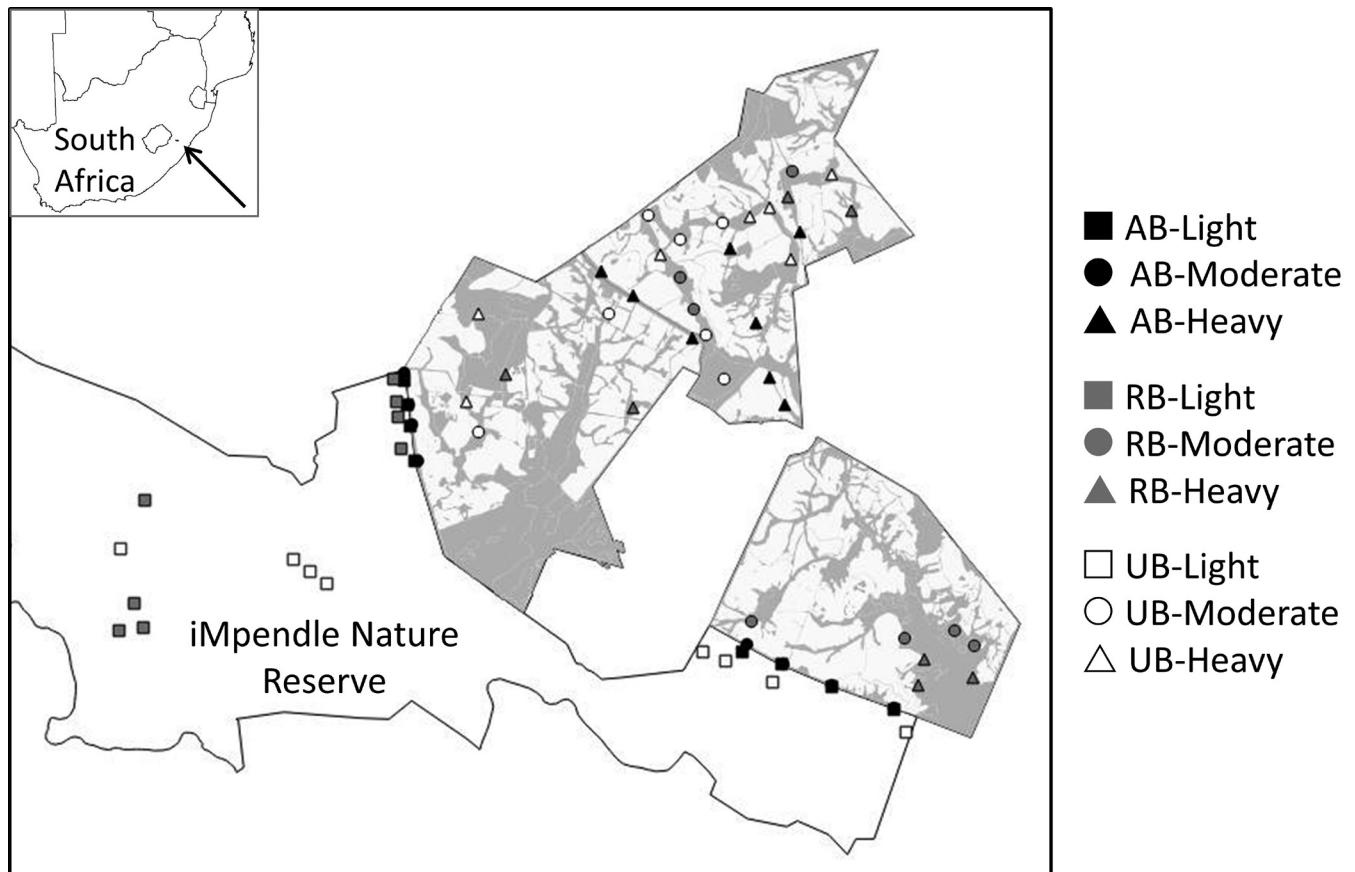 South
Africa
iMpendle Nature
Reserve
AB-Light
AB-Moderate
AB-Heavy
RB-Light
RB-Moderate
RB-Heavy
UB-Light
UB-Moderate
UB-Heavy